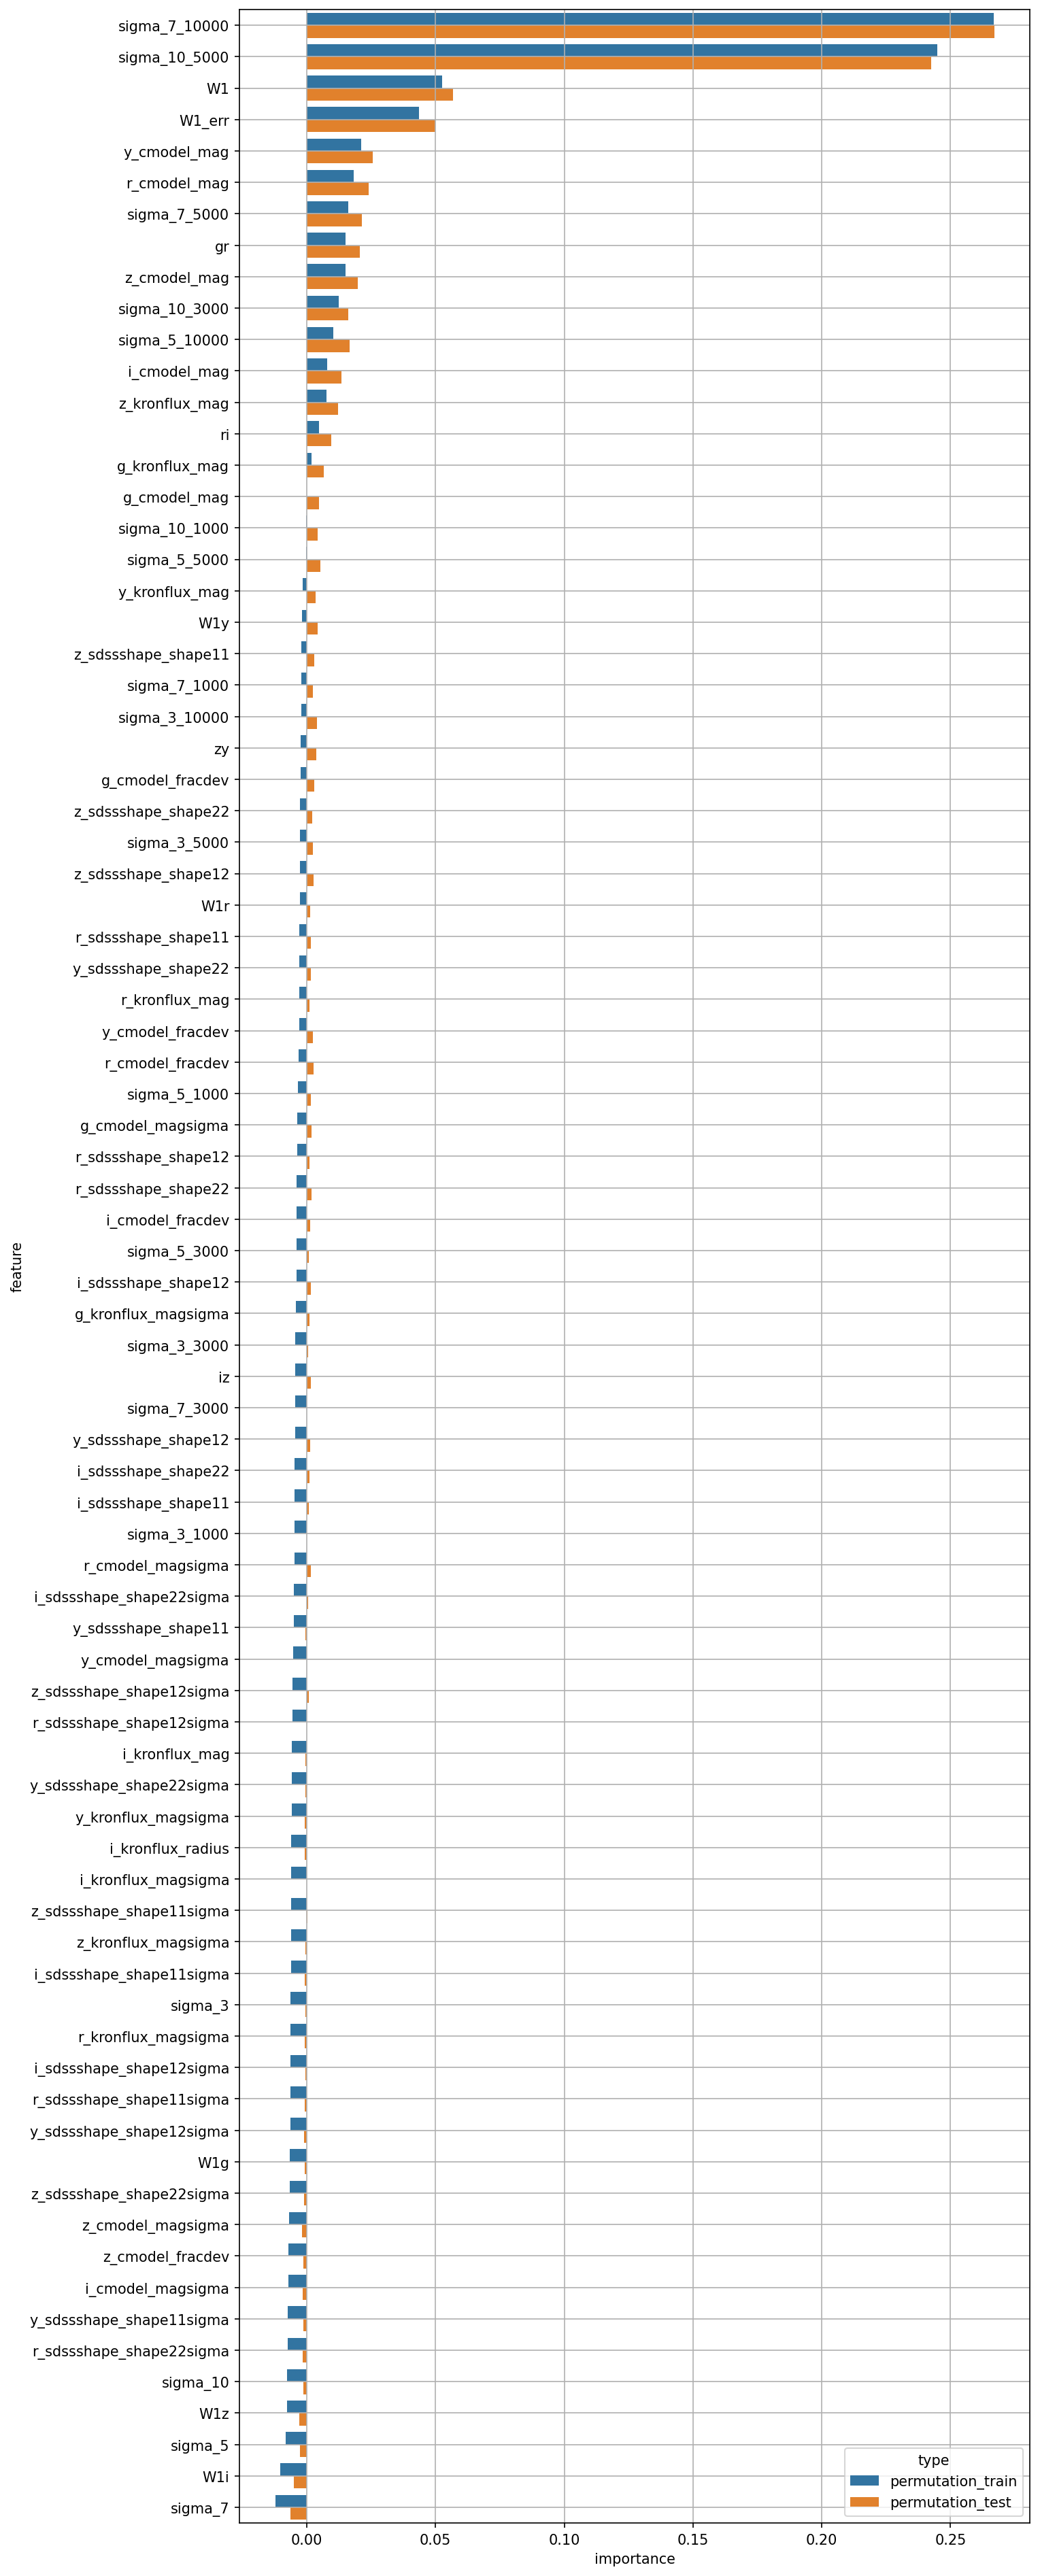 sigma_7_10000
sigma_10_5000
W1
W1_err
y_cmodel_mag
r_cmodel_mag
sigma_7_5000
gr
z_cmodel_mag
sigma_10_3000
sigma_5_10000
i_cmodel_mag
z_kronflux_mag
ri
g_kronflux_mag
g_cmodel_mag
sigma_10_1000
sigma_5_5000
y_kronflux_mag
W1y
z_sdssshape_shape11
sigma_7_1000
sigma_3_10000
zy
g_cmodel_fracdev
z_sdssshape_shape22
sigma_3_5000
z_sdssshape_shape12
W1r
r_sdssshape_shape11
y_sdssshape_shape22
r_kronflux_mag
y_cmodel_fracdev
r_cmodel_fracdev
sigma_5_1000
g_cmodel_magsigma
r_sdssshape_shape12
r_sdssshape_shape22
i_cmodel_fracdev
sigma_5_3000
i_sdssshape_shape12
g_kronflux_magsigma
sigma_3_3000
iz
sigma_7_3000
y_sdssshape_shape12
i_sdssshape_shape22
i_sdssshape_shape11
sigma_3_1000
r_cmodel_magsigma
i_sdssshape_shape22sigma
y_sdssshape_shape11
y_cmodel_magsigma
z_sdssshape_shape12sigma
r_sdssshape_shape12sigma
i_kronflux_mag
y_sdssshape_shape22sigma
y_kronflux_magsigma
i_kronflux_radius
i_kronflux_magsigma
z_sdssshape_shape11sigma
z_kronflux_magsigma
i_sdssshape_shape11sigma
sigma_3
r_kronflux_magsigma
i_sdssshape_shape12sigma
r_sdssshape_shape11sigma
y_sdssshape_shape12sigma
W1g
z_sdssshape_shape22sigma
z_cmodel_magsigma
z_cmodel_fracdev
i_cmodel_magsigma
y_sdssshape_shape11sigma
r_sdssshape_shape22sigma
sigma_10
W1z
sigma_5
W1i
sigma_7
feature
type
permutation_train
permutation_test
0.00 0.05 0.10 0.15 0.20 0.25
importance